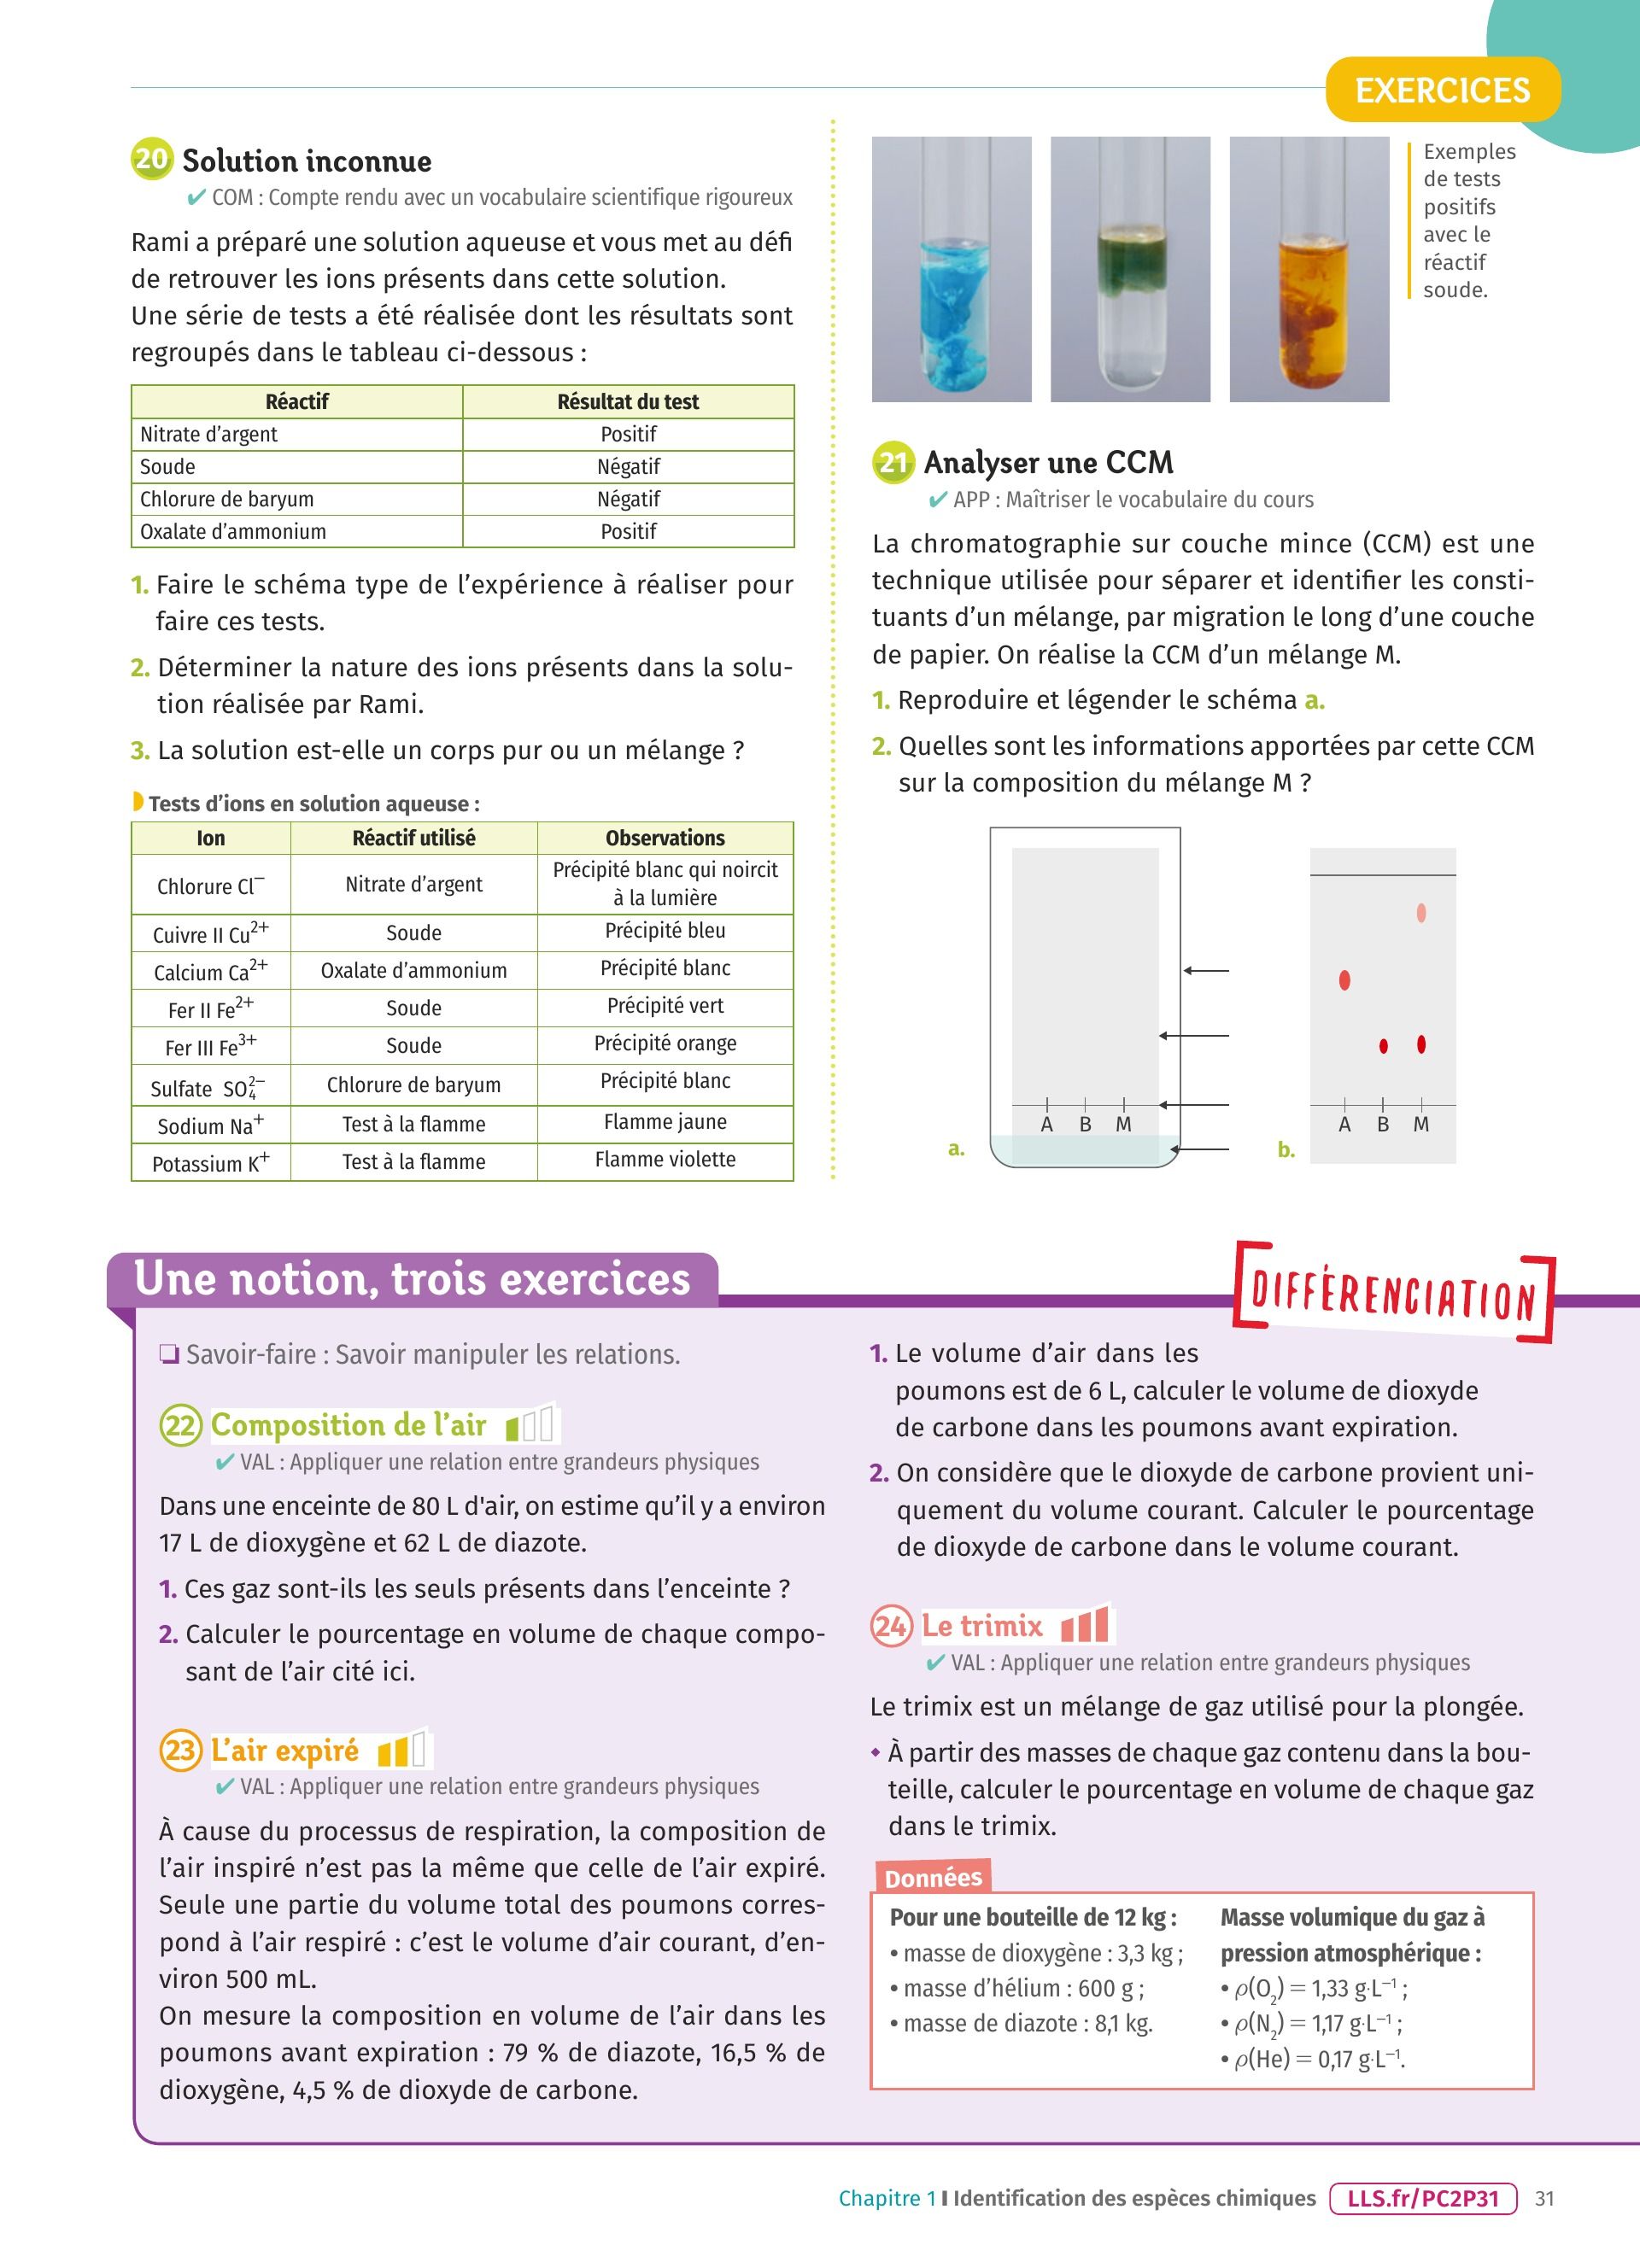 EXERCICES
20 Solution inconnue
✔ COM : Compte rendu avec un vocabulaire scientifique rigoureux
Rami a préparé une solution aqueuse et vous met au défi
de retrouver les ions présents dans cette solution.
Une série de tests a été réalisée dont les résultats sont
regroupés dans le tableau ci-dessous :
Réactif Résultat du test
Nitrate d’argent Positif
Soude Négatif
Chlorure de baryum Négatif
Oxalate d’ammonium Positif
1. Faire le schéma type de l’expérience à réaliser pour
faire ces tests.
2. Déterminer la nature des ions présents dans la solu-
tion réalisée par Rami.
3. La solution est-elle un corps pur ou un mélange ?
Tests d’ions en solution aqueuse :
Ion Réactif utilisé Observations
Chlorure Cl⁻ Nitrate d’argent Précipité blanc qui noircit
à la lumière
Cuivre II Cu²⁺ Soude Précipité bleu
Calcium Ca²⁺ Oxalate d’ammonium Précipité blanc
Fer II Fe²⁺ Soude Précipité vert
Fer III Fe³⁺ Soude Précipité orange
Sulfate SO₄²⁻ Chlorure de baryum Précipité blanc
Sodium Na⁺ Test à la flamme Flamme jaune
Potassium K⁺ Test à la flamme Flamme violette
Exemples
de tests
positifs
avec le
réactif
soude.
21 Analyser une CCM
✔ APP : Maîtriser le vocabulaire du cours
La chromatographie sur couche mince (CCM) est une
technique utilisée pour séparer et identifier les consti-
tuants d’un mélange, par migration le long d’une couche
de papier. On réalise la CCM d’un mélange M.
1. Reproduire et légender le schéma a.
2. Quelles sont les informations apportées par cette CCM
sur la composition du mélange M ?
A B M
a.
A B M
b.
Une notion, trois exercices
DIFFÉRENCIATION
❏ Savoir-faire : Savoir manipuler les relations.
22 Composition de l’air
✔ VAL : Appliquer une relation entre grandeurs physiques
Dans une enceinte de 80 L d'air, on estime qu’il y a environ
17 L de dioxygène et 62 L de diazote.
1. Ces gaz sont-ils les seuls présents dans l’enceinte ?
2. Calculer le pourcentage en volume de chaque compo-
sant de l’air cité ici.
23 L’air expiré
✔ VAL : Appliquer une relation entre grandeurs physiques
À cause du processus de respiration, la composition de
l’air inspiré n’est pas la même que celle de l’air expiré.
Seule une partie du volume total des poumons corres-
pond à l’air respiré : c’est le volume d’air courant, d’en-
viron 500 mL.
On mesure la composition en volume de l’air dans les
poumons avant expiration : 79 % de diazote, 16,5 % de
dioxygène, 4,5 % de dioxyde de carbone.
1. Le volume d’air dans les
poumons est de 6 L, calculer le volume de dioxyde
de carbone dans les poumons avant expiration.
2. On considère que le dioxyde de carbone provient uni-
quement du volume courant. Calculer le pourcentage
de dioxyde de carbone dans le volume courant.
24 Le trimix
✔ VAL : Appliquer une relation entre grandeurs physiques
Le trimix est un mélange de gaz utilisé pour la plongée.
◆ À partir des masses de chaque gaz contenu dans la bou-
teille, calculer le pourcentage en volume de chaque gaz
dans le trimix.
Données
Pour une bouteille de 12 kg :
• masse de dioxygène : 3,3 kg ;
• masse d’hélium : 600 g ;
• masse de diazote : 8,1 kg.
Masse volumique du gaz à
pression atmosphérique :
• ρ(O₂) = 1,33 g·L⁻¹ ;
• ρ(N₂) = 1,17 g·L⁻¹ ;
• ρ(He) = 0,17 g·L⁻¹.
Chapitre 1 I Identification des espèces chimiques LLS.fr/PC2P31 31